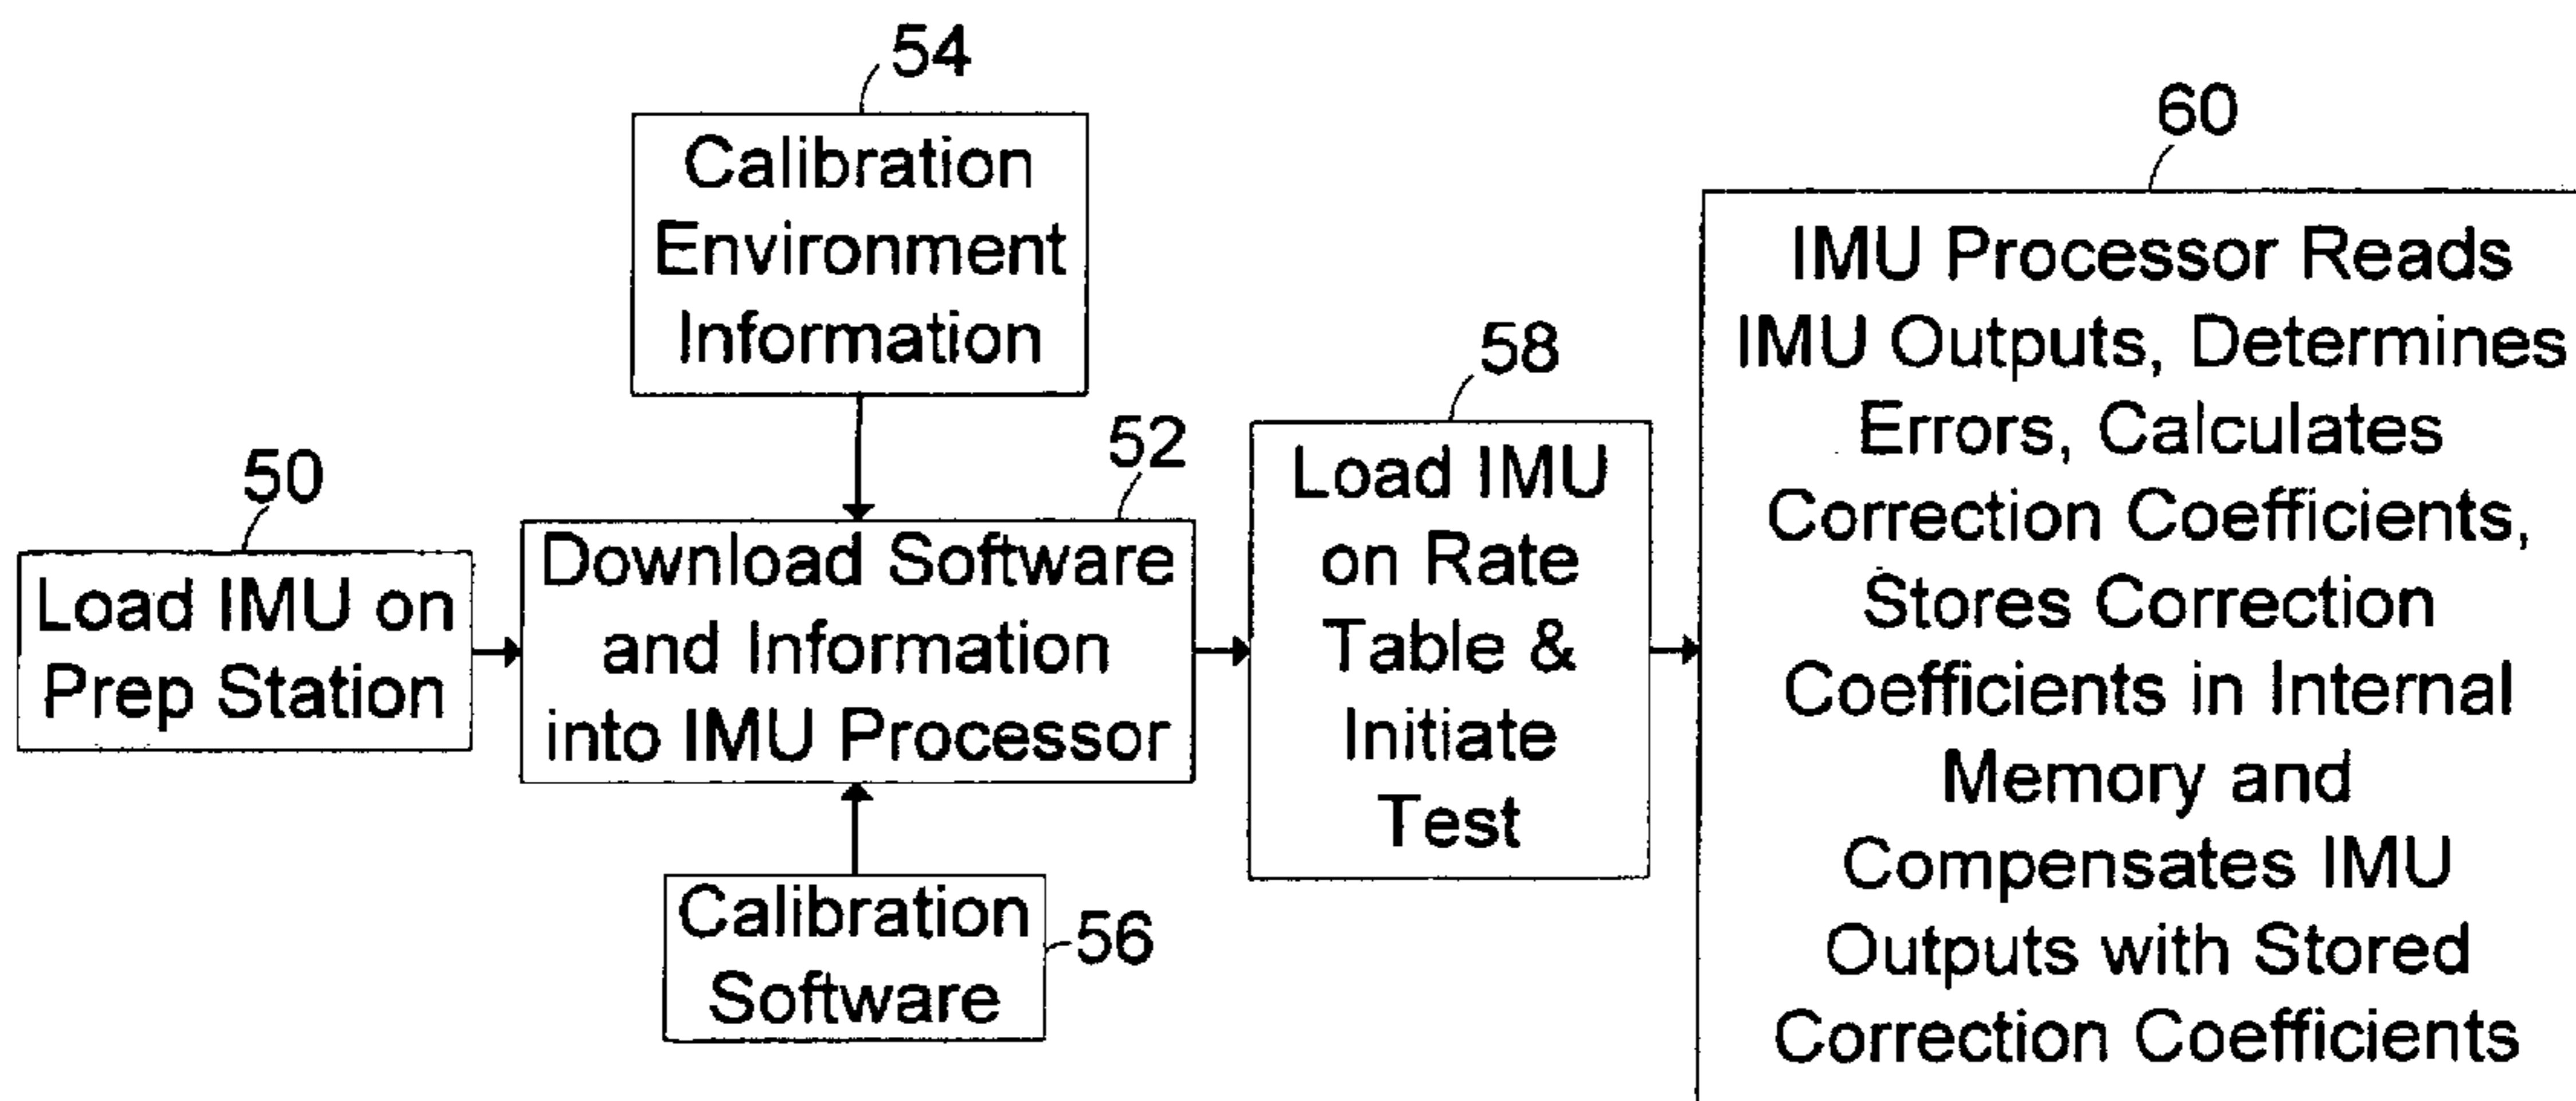 54
Calibration
Environment
Information
50
Load IMU on
Prep Station
52
Download Software
and Information
into IMU Processor
56
Calibration
Software
58
Load IMU
on Rate
Table &
Initiate
Test
60
IMU Processor Reads
IMU Outputs, Determines
Errors, Calculates
Correction Coefficients,
Stores Correction
Coefficients in Internal
Memory and
Compensates IMU
Outputs with Stored
Correction Coefficients